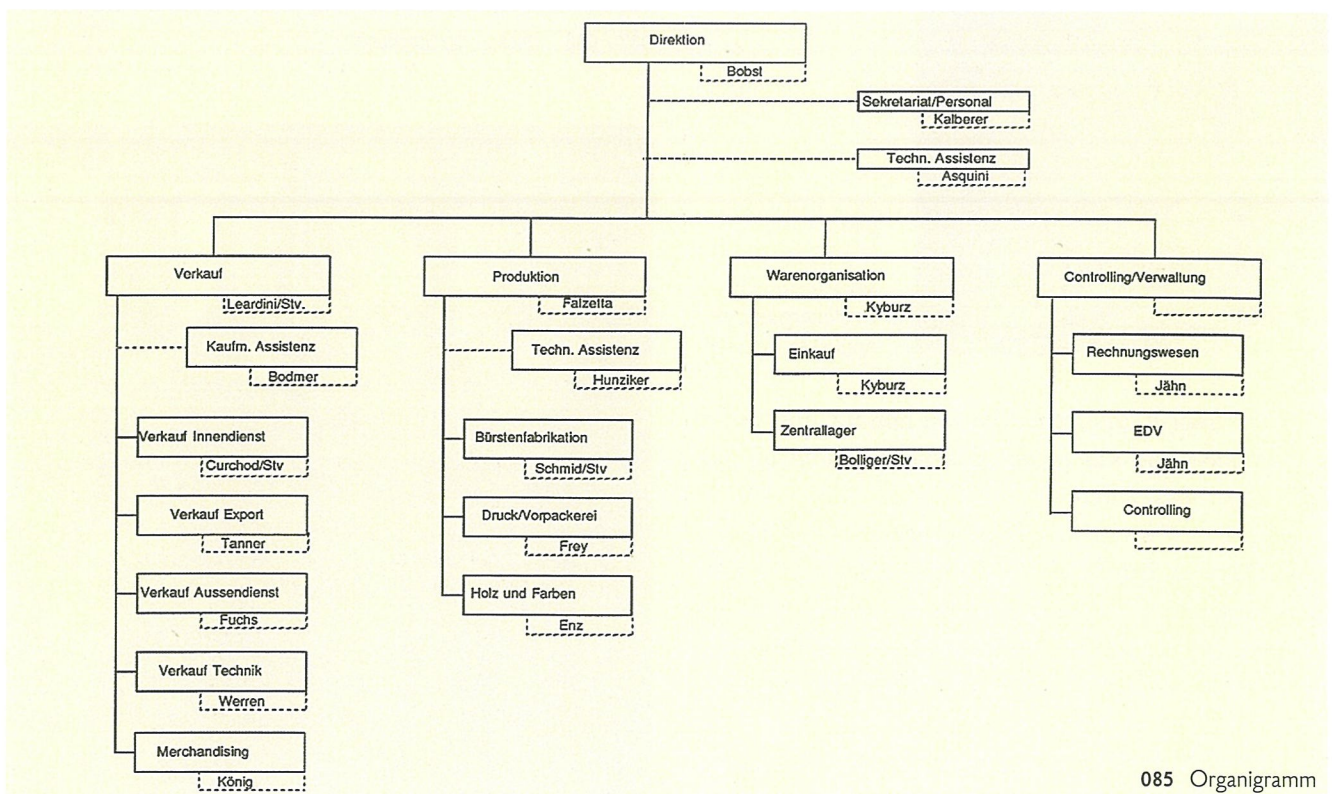 Direktion
Bobst
Sekretariat/Personal
Kalberer
Techn. Assistenz
Asquini
Verkauf
Leardini/Stv.
Kaufm. Assistenz
Bodmer
Verkauf Innendienst
Curchod/Stv
Verkauf Export
Tanner
Verkauf Aussendienst
Fuchs
Verkauf Technik
Werren
Merchandising
König
Produktion
Falzetta
Techn. Assistenz
Hunziker
Bürstenfabrikation
Schmid/Stv
Druck/Vorpackerei
Frey
Holz und Farben
Enz
Warenorganisation
Kyburz
Einkauf
Kyburz
Zentrallager
Bolliger/Stv
Controlling/Verwaltung
Rechnungswesen
Jähn
EDV
Jähn
Controlling
085 Organigramm